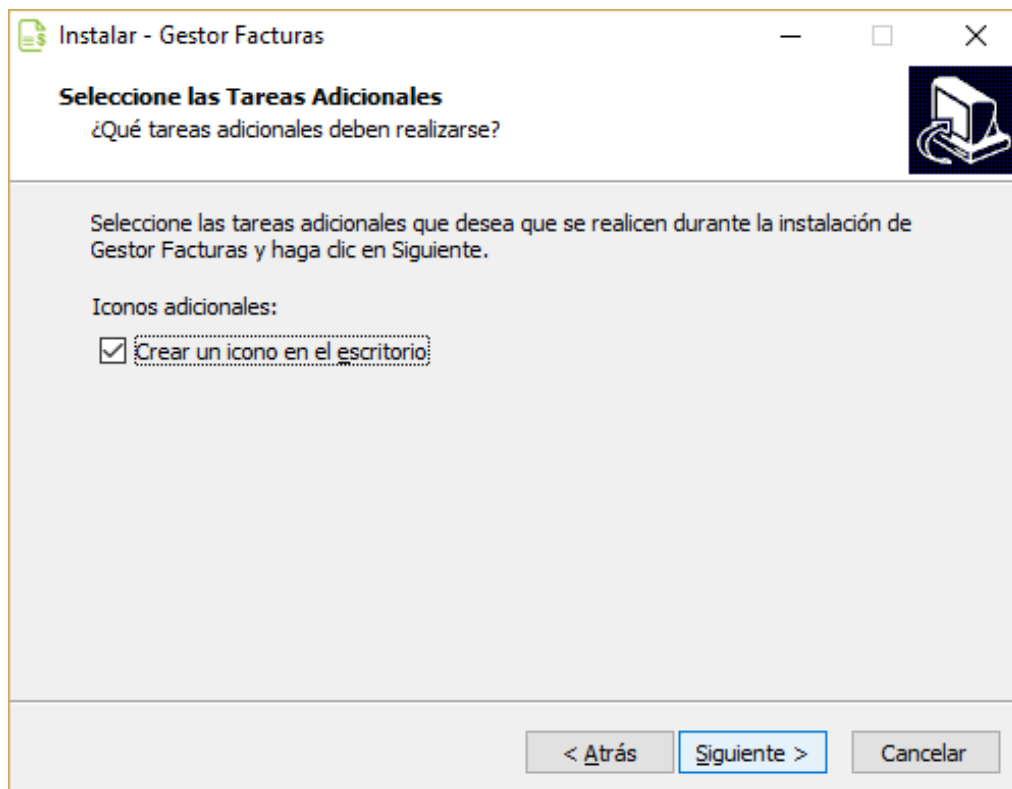 Instalar - Gestor Facturas
Seleccione las Tareas Adicionales
¿Qué tareas adicionales deben realizarse?
Seleccione las tareas adicionales que desea que se realicen durante la instalación de
Gestor Facturas y haga clic en Siguiente.
Iconos adicionales:
Crear un icono en el escritorio
< Atrás
Siguiente >
Cancelar